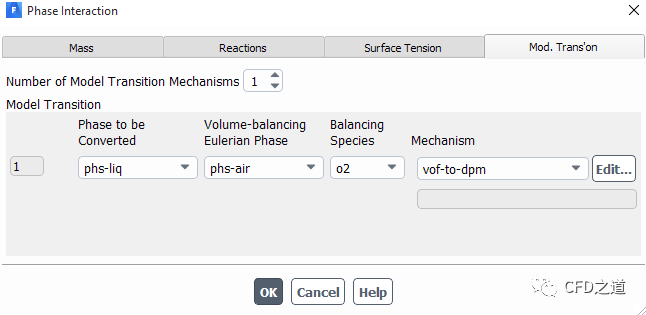 Phase Interaction
Mass Reactions Surface Tension Mod. Trans'on
Number of Model Transition Mechanisms 1
Model Transition
Phase to be Converted Volume-balancing Eulerian Phase Balancing Species Mechanism
1 phs-liq phs-air o2 vof-to-dpm Edit...
OK Cancel Help
CFD之道